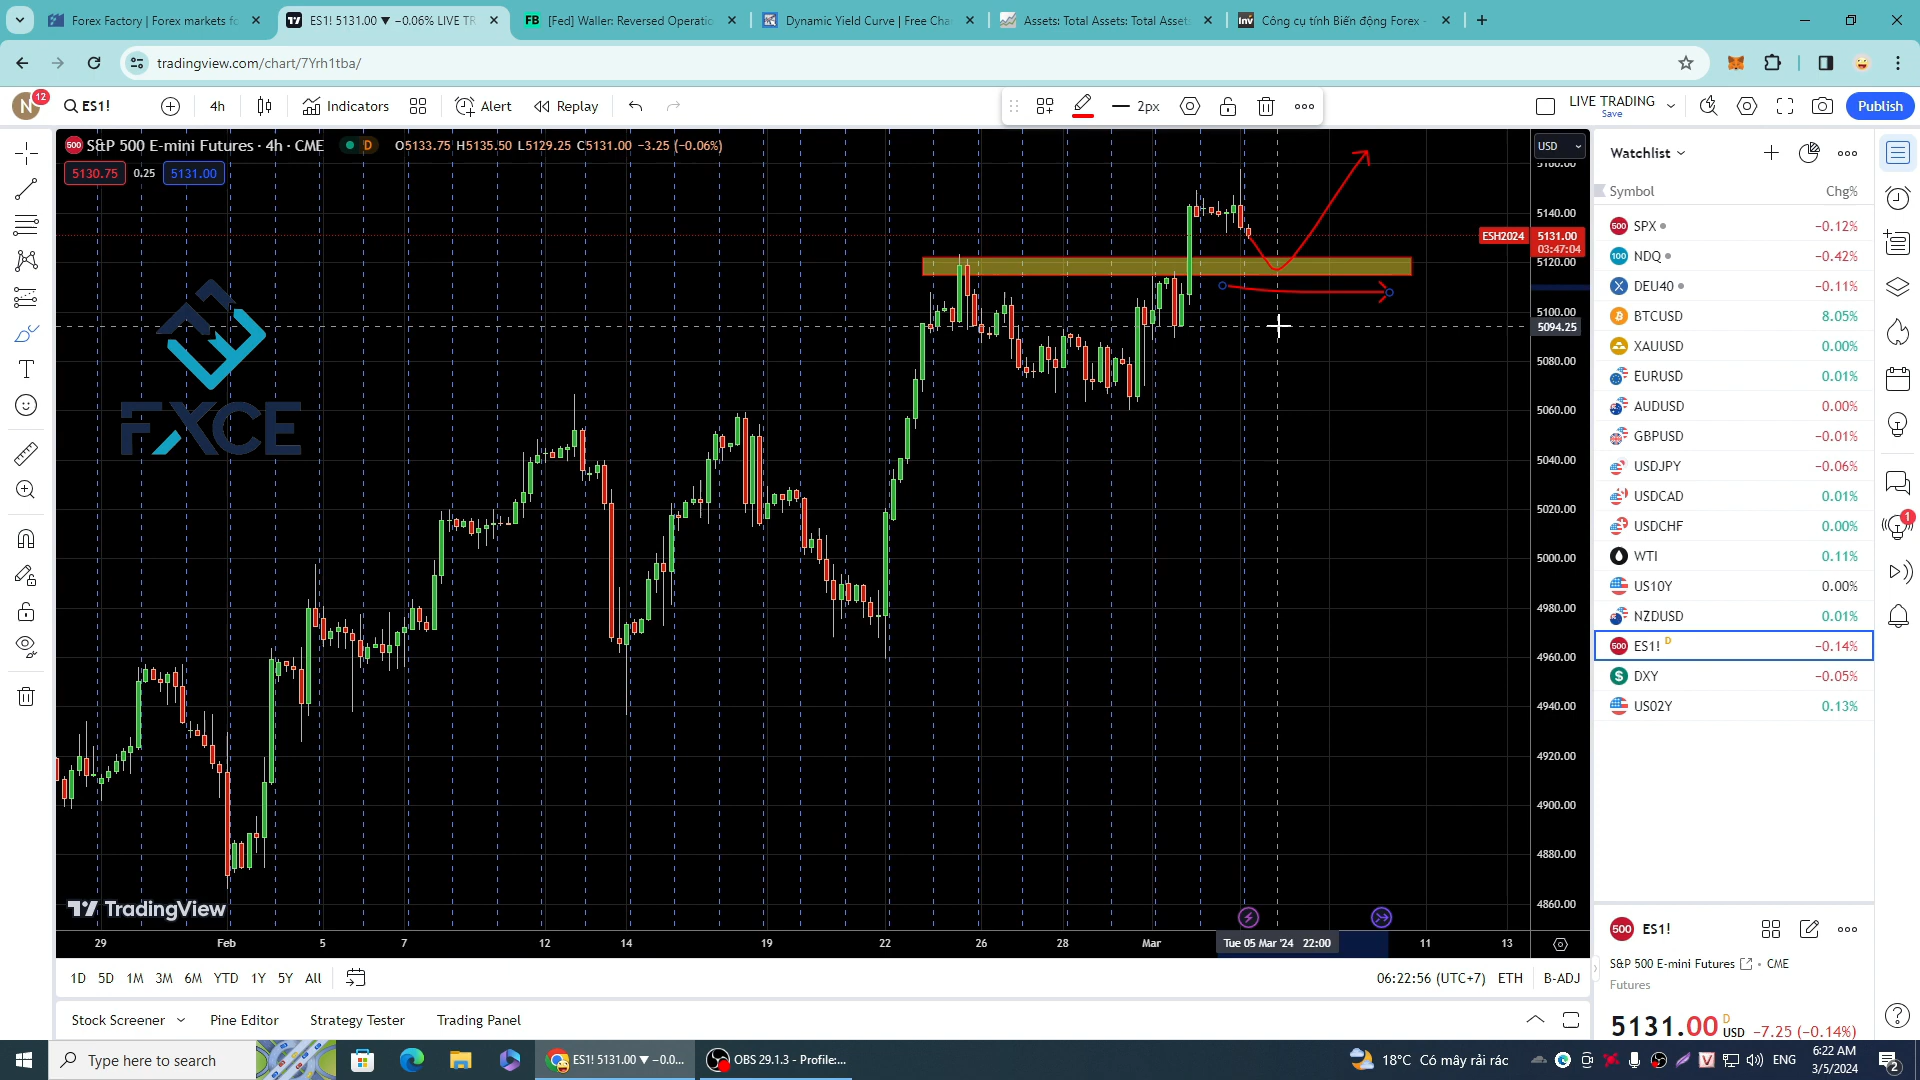 Forex Factory | Forex markets fo
ES1! 5131.00 ▼ −0.06% LIVE TR
[Fed] Waller: Reversed Operatio
Dynamic Yield Curve | Free Cha
Assets: Total Assets: Total Assets
Công cụ tính Biến động Forex -
tradingview.com/chart/7Yrh1tba/
N 12
ES1!
4h
Indicators
Alert
Replay
2px
LIVE TRADING
Save
Publish
S&P 500 E-mini Futures · 4h · CME
D
O5133.75 H5135.50 L5129.25 C5131.00 −3.25 (−0.06%)
5130.75 0.25 5131.00
USD
5160.00
5140.00
ESH2024 5131.00
03:47:04
5120.00
5100.00
5094.25
5080.00
5060.00
5040.00
5020.00
5000.00
4980.00
4960.00
4940.00
4920.00
4900.00
4880.00
4860.00
FXCE
TradingView
29 Feb 5 7 12 14 19 22 26 28 Mar Tue 05 Mar '24 22:00 11 13
1D 5D 1M 3M 6M YTD 1Y 5Y All
06:22:56 (UTC+7) ETH B-ADJ
Stock Screener Pine Editor Strategy Tester Trading Panel
Watchlist
Symbol Chg%
SPX −0.12%
NDQ −0.42%
DEU40 −0.11%
BTCUSD 8.05%
XAUUSD 0.00%
EURUSD 0.01%
AUDUSD 0.00%
GBPUSD −0.01%
USDJPY −0.06%
USDCAD 0.01%
USDCHF 0.00%
WTI 0.11%
US10Y 0.00%
NZDUSD 0.01%
ES1! D −0.14%
DXY −0.05%
US02Y 0.13%
500 ES1!
S&P 500 E-mini Futures • CME
Futures
5131.00 D USD −7.25 (−0.14%)
Type here to search
ES1! 5131.00 ▼ −0.0...
OBS 29.1.3 - Profile:...
18°C Có mây rải rác
ENG
6:22 AM
3/5/2024
2